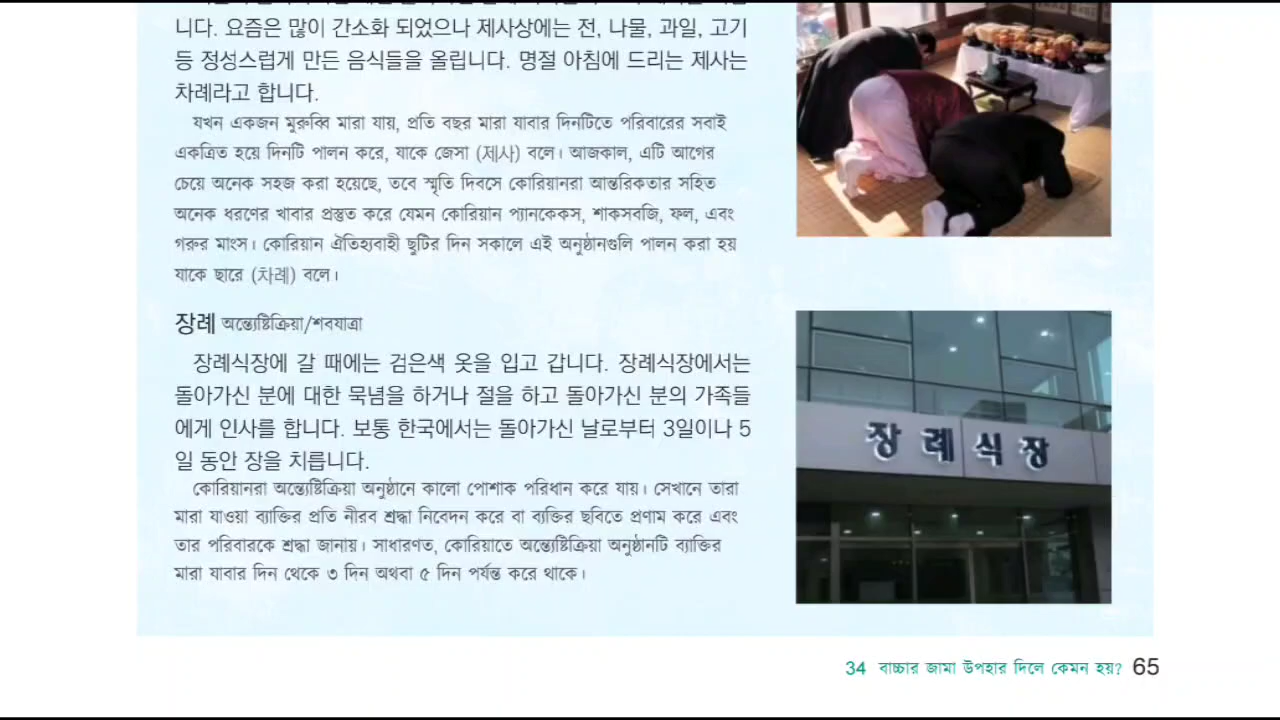 니다. 요즘은 많이 간소화 되었으나 제사상에는 전, 나물, 과일, 고기
등 정성스럽게 만든 음식들을 올립니다. 명절 아침에 드리는 제사는
차례라고 합니다.
যখন একজন মুরুব্বি মারা যায়, প্রতি বছর মারা যাবার দিনটিতে পরিবারের সবাই
একত্রিত হয়ে দিনটি পালন করে, যাকে জেসা (제사) বলে। আজকাল, এটি আগের
চেয়ে অনেক সহজ করা হয়েছে, তবে স্মৃতি দিবসে কোরিয়ানরা আন্তরিকতার সহিত
অনেক ধরণের খাবার প্রস্তুত করে যেমন কোরিয়ান প্যানকেকস, শাকসবজি, ফল, এবং
গরুর মাংস। কোরিয়ান ঐতিহ্যবাহী ছুটির দিন সকালে এই অনুষ্ঠানগুলি পালন করা হয়
যাকে ছারে (차례) বলে।
장례 অন্ত্যেষ্টিক্রিয়া/শবযাত্রা
장례식장에 갈 때에는 검은색 옷을 입고 갑니다. 장례식장에서는
돌아가신 분에 대한 묵념을 하거나 절을 하고 돌아가신 분의 가족들
에게 인사를 합니다. 보통 한국에서는 돌아가신 날로부터 3일이나 5
일 동안 장을 치릅니다.
কোরিয়ানরা অন্ত্যেষ্টিক্রিয়া অনুষ্ঠানে কালো পোশাক পরিধান করে যায়। সেখানে তারা
মারা যাওয়া ব্যাক্তির প্রতি নীরব শ্রদ্ধা নিবেদন করে বা ব্যক্তির ছবিতে প্রণাম করে এবং
তার পরিবারকে শ্রদ্ধা জানায়। সাধারণত, কোরিয়াতে অন্ত্যেষ্টিক্রিয়া অনুষ্ঠানটি ব্যাক্তির
মারা যাবার দিন থেকে ৩ দিন অথবা ৫ দিন পর্যন্ত করে থাকে।
장례식장
34 বাচ্চার জামা উপহার দিলে কেমন হয়? 65